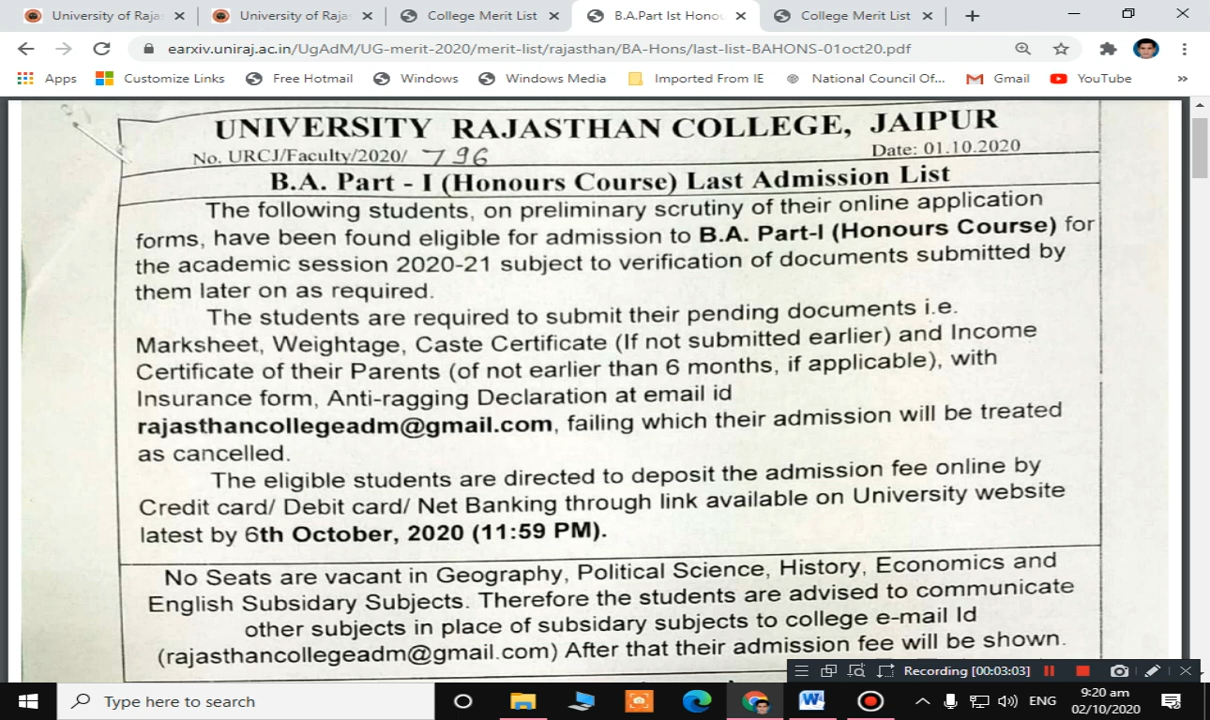 University of Raja
University of Raja
College Merit List
B.A.Part Ist Honou
College Merit List
earxiv.uniraj.ac.in/UgAdM/UG-merit-2020/merit-list/rajasthan/BA-Hons/last-list-BAHONS-01oct20.pdf
Apps Customize Links Free Hotmail Windows Windows Media Imported From IE National Council Of... Gmail YouTube »
UNIVERSITY RAJASTHAN COLLEGE, JAIPUR
No. URCJ/Faculty/2020/ 796 Date: 01.10.2020
B.A. Part - I (Honours Course) Last Admission List
The following students, on preliminary scrutiny of their online application
forms, have been found eligible for admission to B.A. Part-I (Honours Course) for
the academic session 2020-21 subject to verification of documents submitted by
them later on as required.
The students are required to submit their pending documents i.e.
Marksheet, Weightage, Caste Certificate (If not submitted earlier) and Income
Certificate of their Parents (of not earlier than 6 months, if applicable), with
Insurance form, Anti-ragging Declaration at email id
rajasthancollegeadm@gmail.com, failing which their admission will be treated
as cancelled.
The eligible students are directed to deposit the admission fee online by
Credit card/ Debit card/ Net Banking through link available on University website
latest by 6th October, 2020 (11:59 PM).
No Seats are vacant in Geography, Political Science, History, Economics and
English Subsidary Subjects. Therefore the students are advised to communicate
other subjects in place of subsidary subjects to college e-mail Id
(rajasthancollegeadm@gmail.com) After that their admission fee will be shown.
Recording [00:03:03]
Type here to search
ENG
9:20 am
02/10/2020